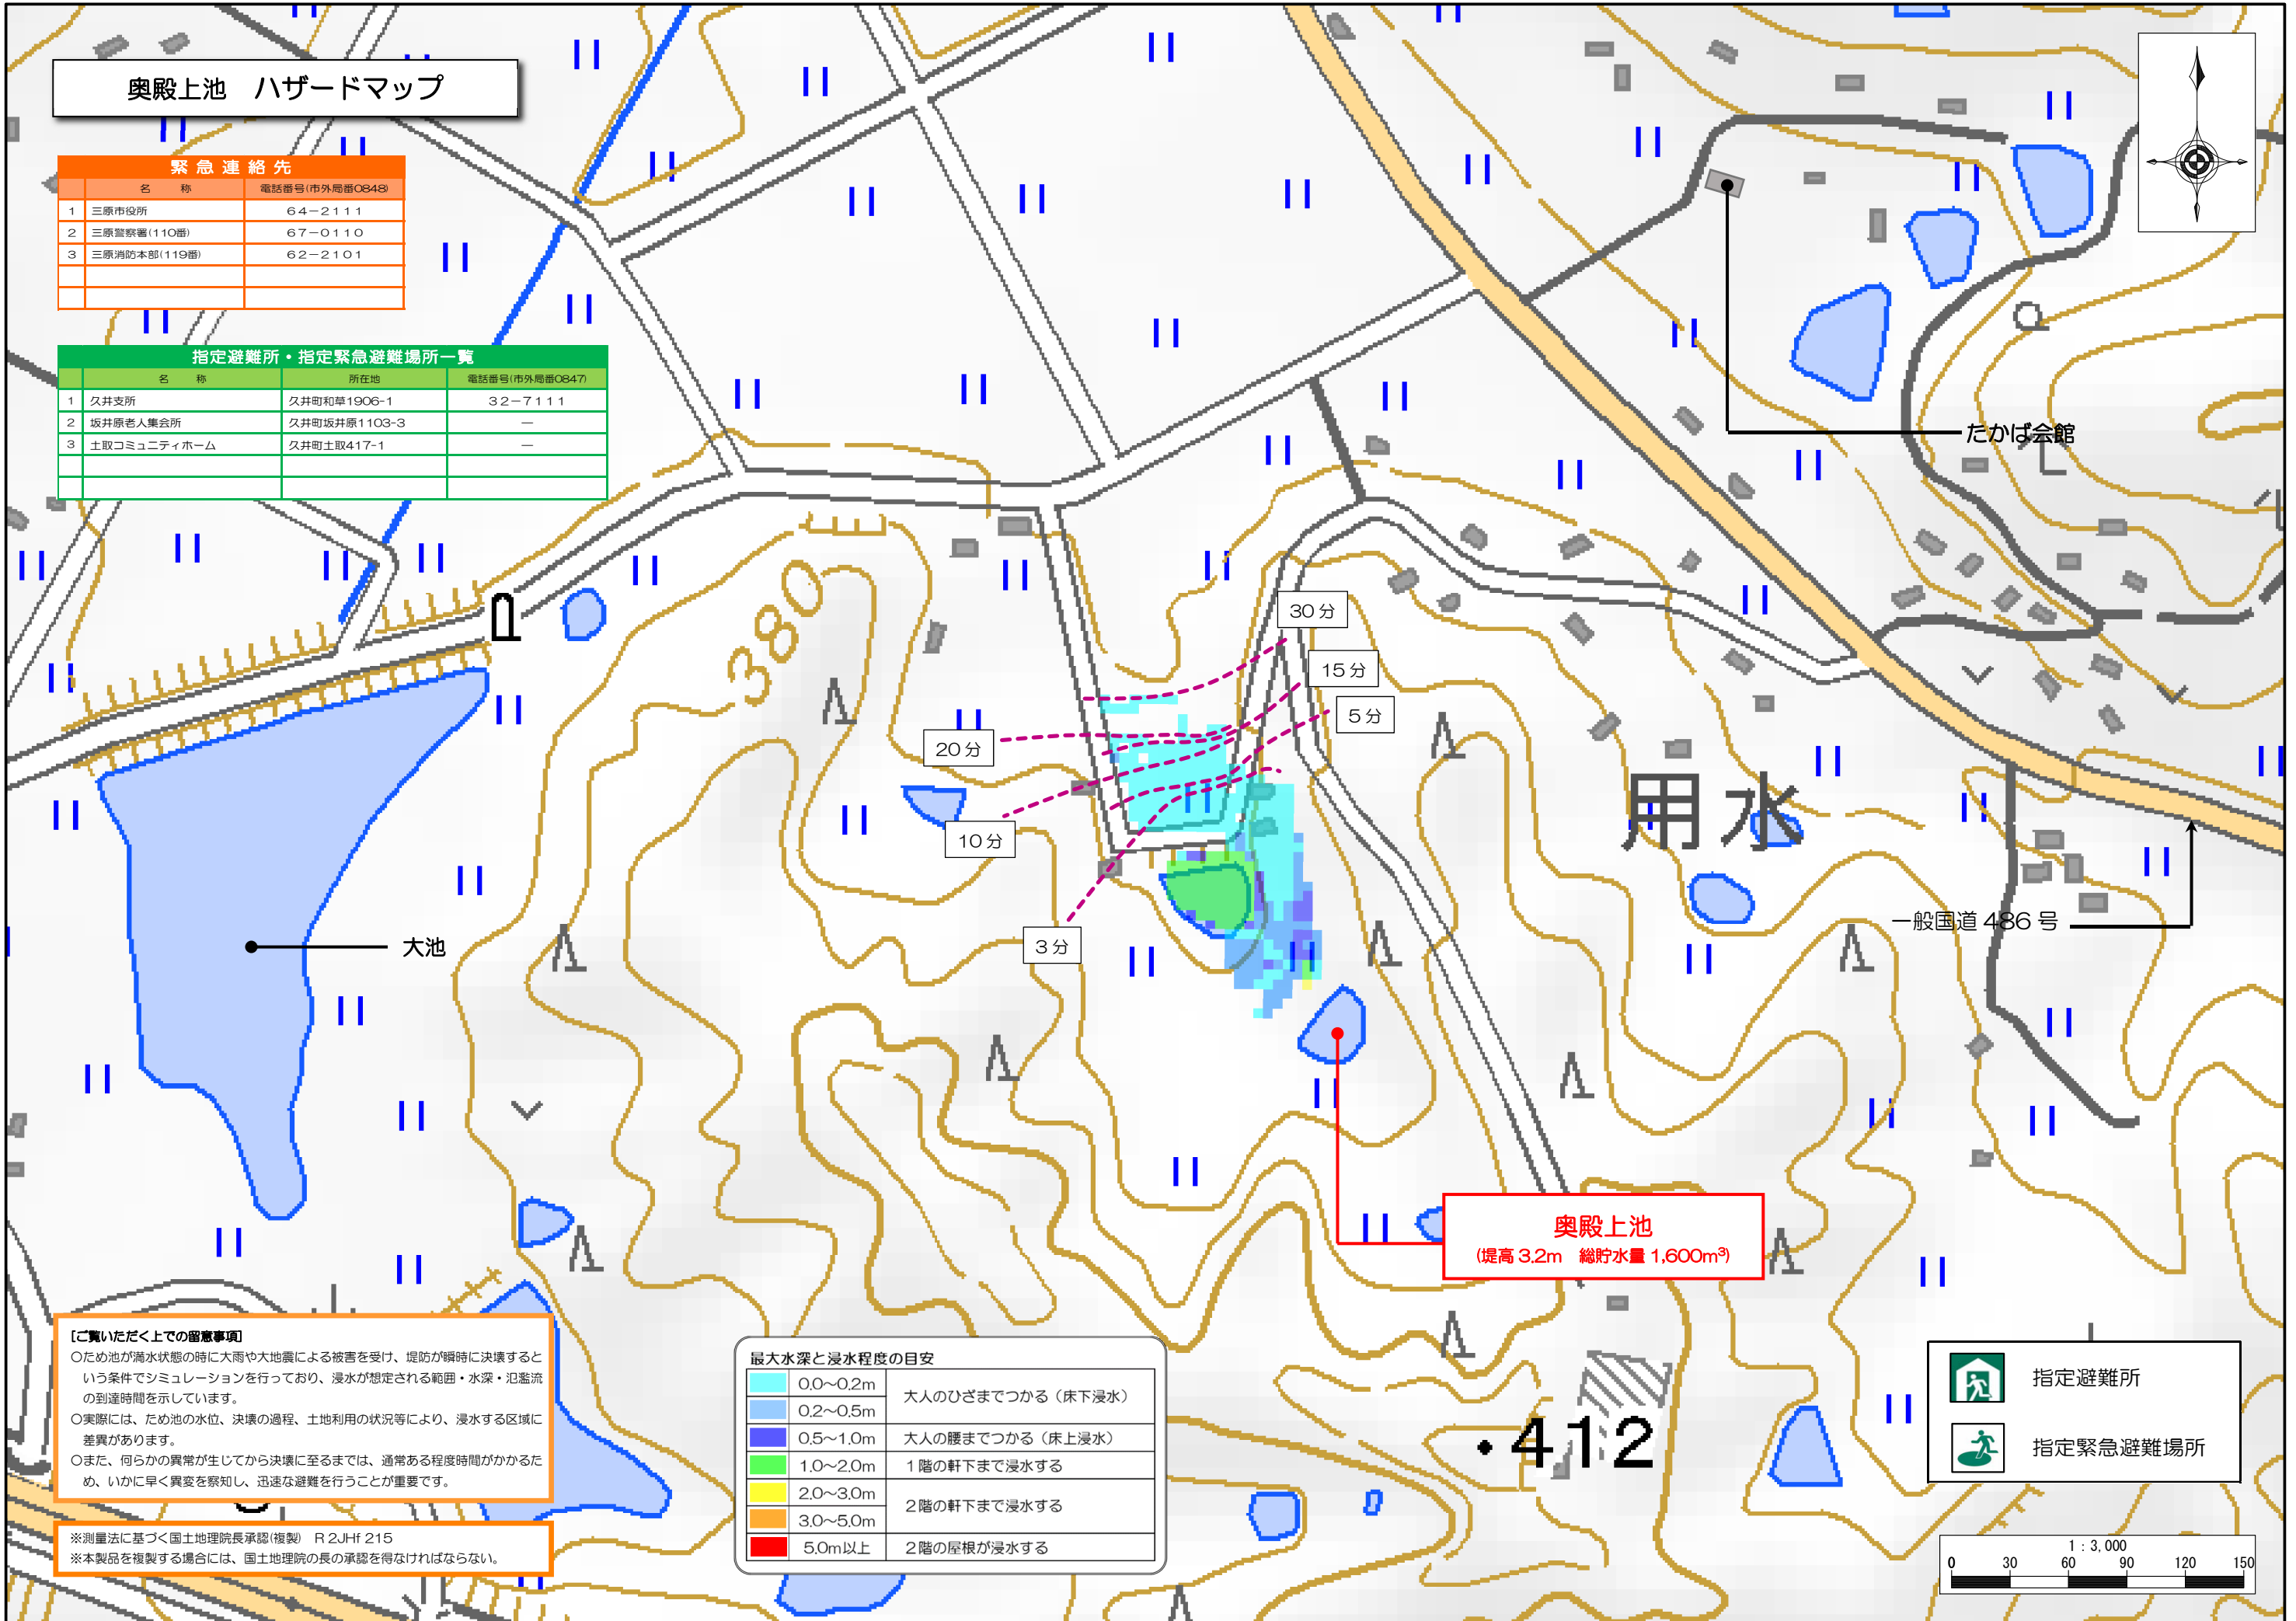 奥殿上池 ハザードマップ
緊急連絡先
名 称 電話番号(市外局番0848)
1 三原市役所 64-2111
2 三原警察署(110番) 67-0110
3 三原消防本部(119番) 62-2101
指定避難所・指定緊急避難場所一覧
名 称 所在地 電話番号(市外局番0847)
1 久井支所 久井町和草1906-1 32-7111
2 坂井原老人集会所 久井町坂井原1103-3 —
3 土取コミュニティホーム 久井町土取417-1 —
たかば会館
380
30分
15分
5分
20分
10分
3分
用水
一般国道486号
大池
奥殿上池
(堤高3.2m 総貯水量1,600m³)
412
[ご覧いただく上での留意事項]
○ため池が満水状態の時に大雨や大地震による被害を受け、堤防が瞬時に決壊すると
いう条件でシミュレーションを行っており、浸水が想定される範囲・水深・氾濫流
の到達時間を示しています。
○実際には、ため池の水位、決壊の過程、土地利用の状況等により、浸水する区域に
差異があります。
○また、何らかの異常が生じてから決壊に至るまでは、通常ある程度時間がかかるた
め、いかに早く異変を察知し、迅速な避難を行うことが重要です。
※測量法に基づく国土地理院長承認(複製) R 2JHf 215
※本製品を複製する場合には、国土地理院の長の承認を得なければならない。
最大水深と浸水程度の目安
0.0～0.2m 大人のひざまでつかる（床下浸水）
0.2～0.5m
0.5～1.0m 大人の腰までつかる（床上浸水）
1.0～2.0m 1階の軒下まで浸水する
2.0～3.0m 2階の軒下まで浸水する
3.0～5.0m
5.0m以上 2階の屋根が浸水する
指定避難所
指定緊急避難場所
1 : 3,000
0 30 60 90 120 150